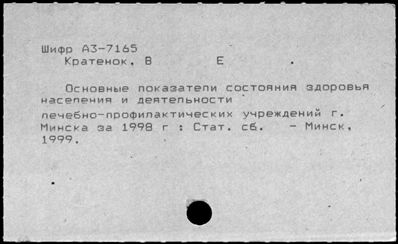 Шифр А3-7165
Кратенок, В Е .
Основные показатели состояния здоровья
населения и деятельности
лечебно-профилактических учреждений г.
Минска за 1998 г : Стат. сб. - Минск,
1999.